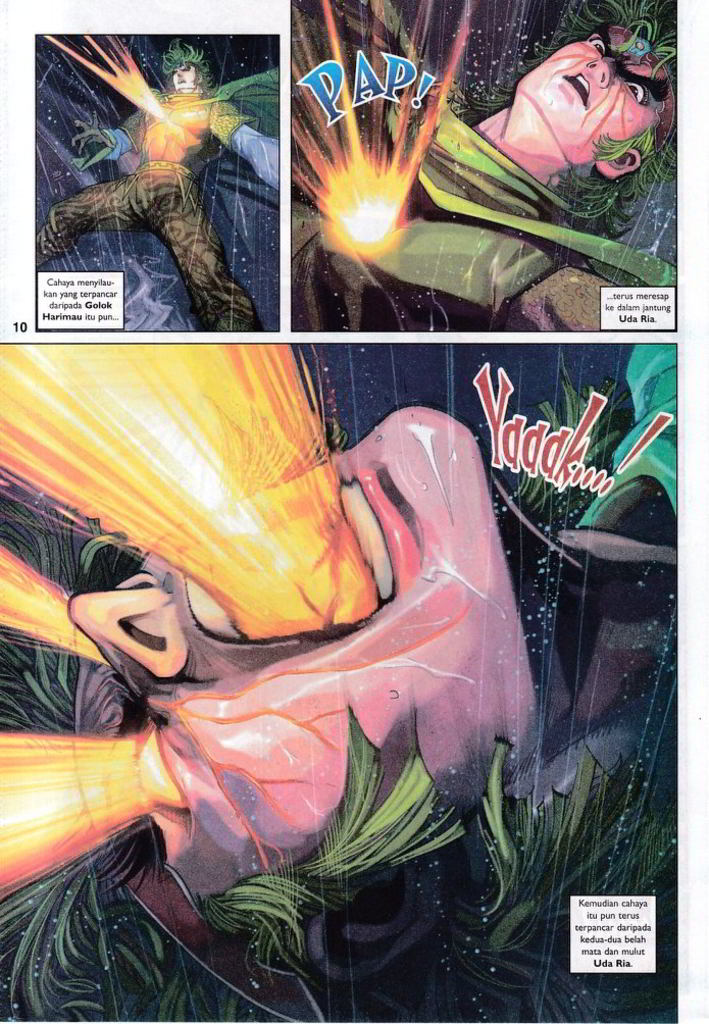 Cahaya menyilau-
kan yang terpancar
daripada Golok
Harimau itu pun...
10
PAP!
...terus meresap
ke dalam jantung
Uda Ria.
Yaaak....!
Kemudian cahaya
itu pun terus
terpancar daripada
kedua-dua belah
mata dan mulut
Uda Ria.